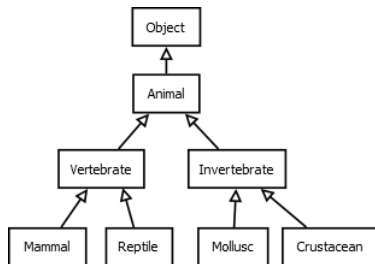 Object
Animal
Vertebrate
Invertebrate
Mammal
Reptile
Mollusc
Crustacean